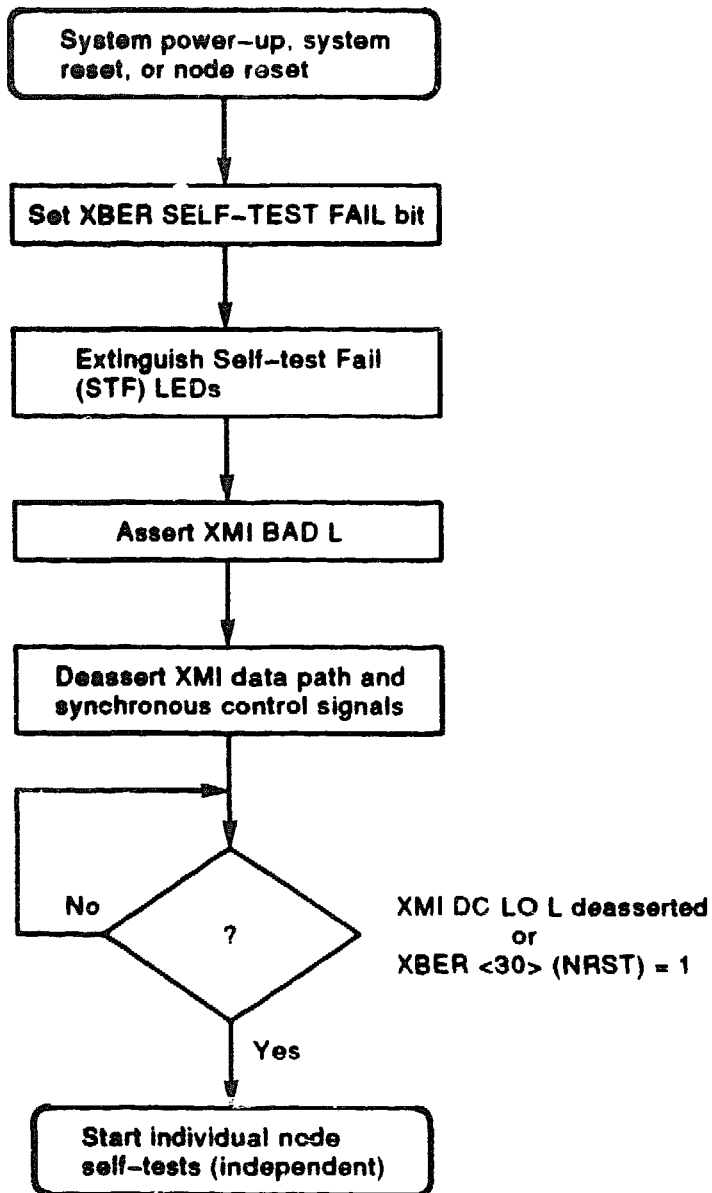 System power-up, system
reset, or node reset
Set XBER SELF-TEST FAIL bit
Extinguish Self-test Fail
(STF) LEDs
Assert XMI BAD L
Deassert XMI data path and
synchronous control signals
No
?
XMI DC LO L deasserted
or
XBER <30> (NRST) = 1
Yes
Start individual node
self-tests (independent)